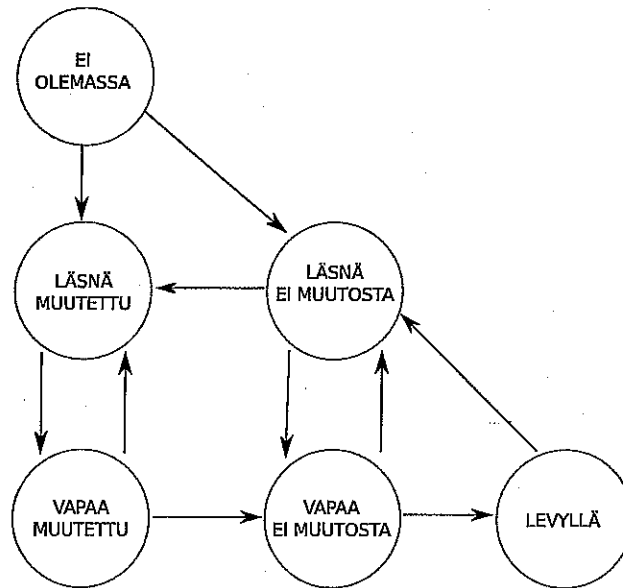 EI
OLEMASSA
LÄSNÄ
MUUTETTU
LÄSNÄ
EI MUUTOSTA
VAPAA
MUUTETTU
VAPAA
EI MUUTOSTA
LEVYLLÄ